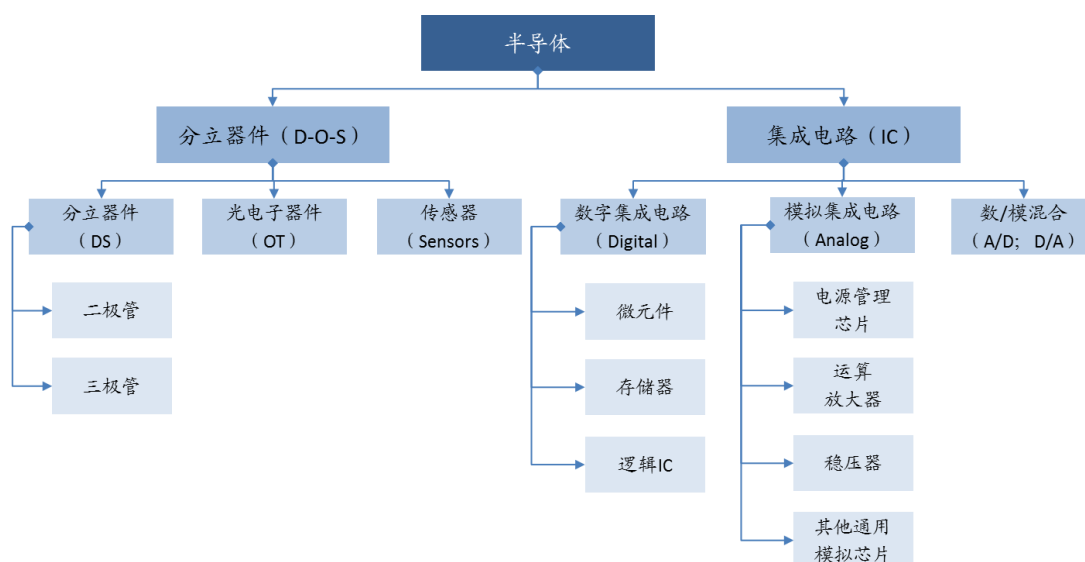 半导体
分立器件（D-O-S）
集成电路（IC）
分立器件
（DS）
光电子器件
（OT）
传感器
（Sensors）
数字集成电路
（Digital）
模拟集成电路
（Analog）
数/模混合
（A/D；D/A）
二极管
三极管
微元件
存储器
逻辑IC
电源管理
芯片
运算
放大器
稳压器
其他通用
模拟芯片